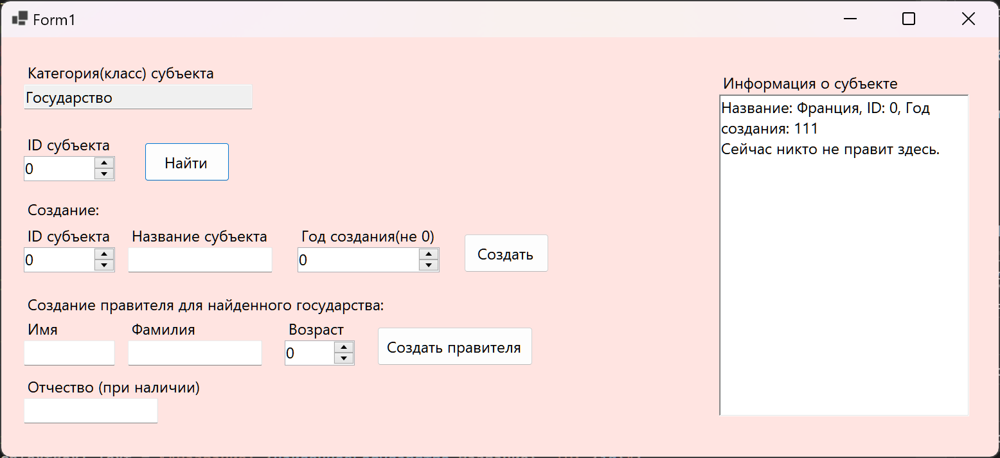 Form1
Категория(класс) субъекта
Государство
ID субъекта
0
Найти
Создание:
ID субъекта Название субъекта Год создания(не 0)
0 0 Создать
Создание правителя для найденного государства:
Имя Фамилия Возраст
0 Создать правителя
Отчество (при наличии)
Информация о субъекте
Название: Франция, ID: 0, Год
создания: 111
Сейчас никто не правит здесь.